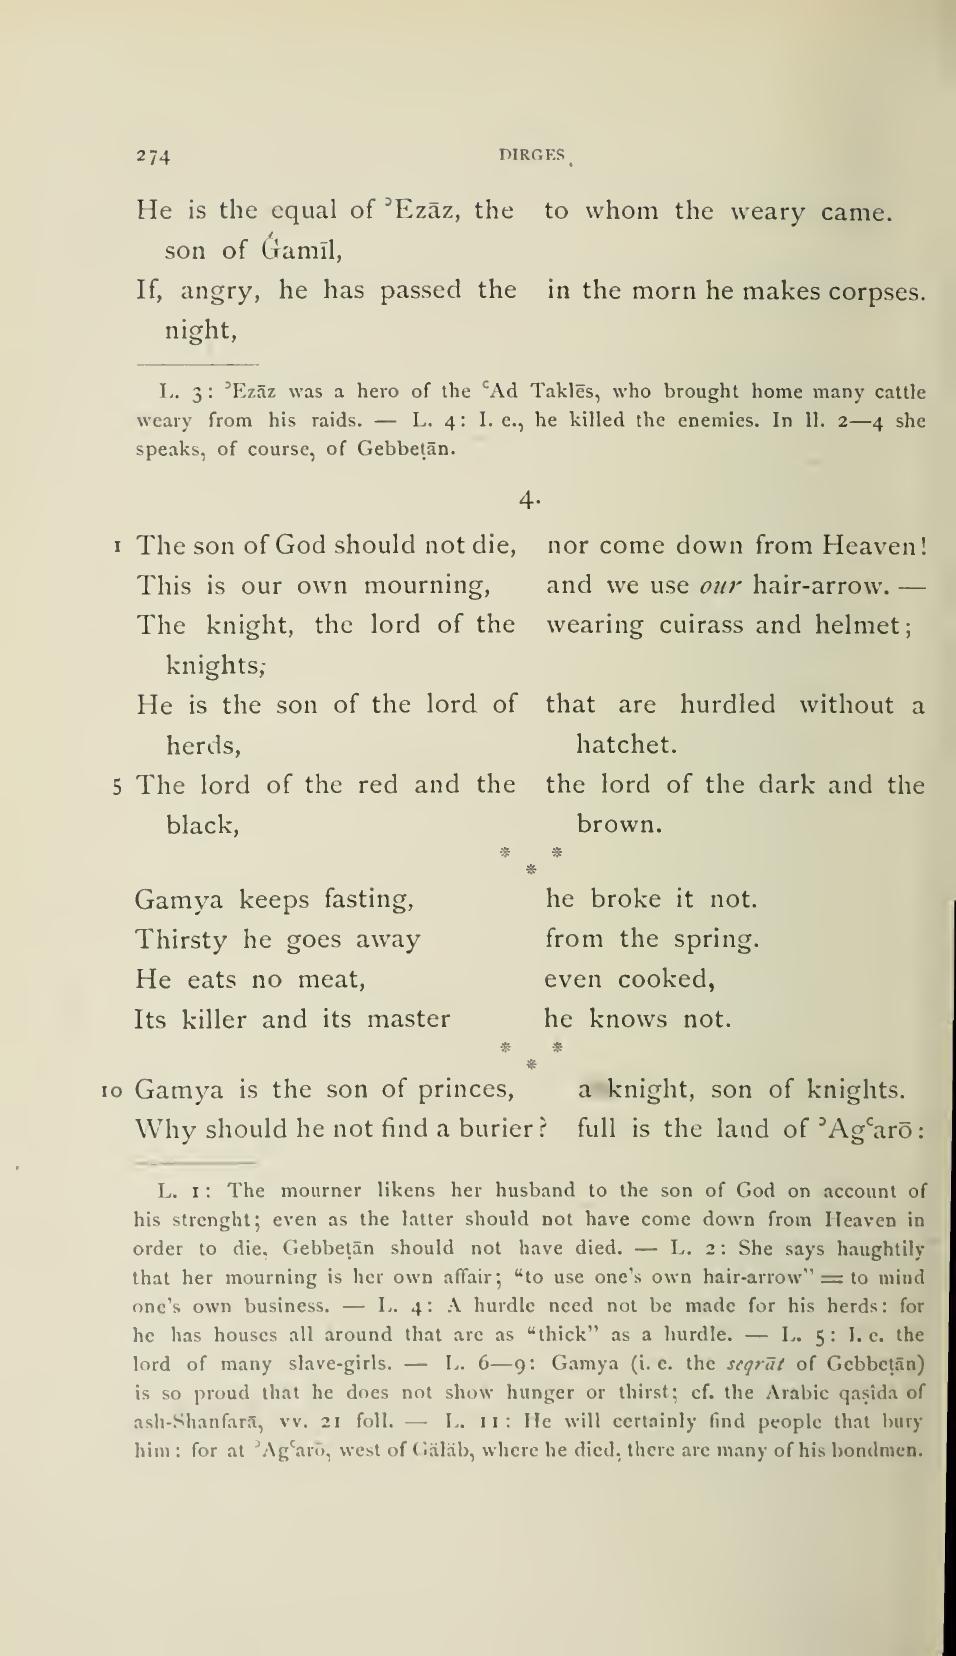 274 DIRGES
He is the equal of ʾEzāz, the to whom the weary came.
son of Ǵamīl,
If, angry, he has passed the in the morn he makes corpses.
night,
L. 3: ʾEzāz was a hero of the ʿAd Taklēs, who brought home many cattle
weary from his raids. — L. 4: I. e., he killed the enemies. In ll. 2—4 she
speaks, of course, of Gebbeṭān.
4.
1 The son of God should not die, nor come down from Heaven!
This is our own mourning, and we use our hair-arrow. —
The knight, the lord of the wearing cuirass and helmet;
knights;
He is the son of the lord of that are hurdled without a
herds, hatchet.
5 The lord of the red and the the lord of the dark and the
black, brown.
* *
*
Gamya keeps fasting, he broke it not.
Thirsty he goes away from the spring.
He eats no meat, even cooked,
Its killer and its master he knows not.
* *
*
10 Gamya is the son of princes, a knight, son of knights.
Why should he not find a burier? full is the land of ʾAgʿarō:
L. 1: The mourner likens her husband to the son of God on account of
his strenght; even as the latter should not have come down from Heaven in
order to die, Gebbeṭān should not have died. — L. 2: She says haughtily
that her mourning is her own affair; “to use one’s own hair-arrow” = to mind
one’s own business. — L. 4: A hurdle need not be made for his herds: for
he has houses all around that are as “thick” as a hurdle. — L. 5: I. e. the
lord of many slave-girls. — L. 6—9: Gamya (i. e. the seqrāt of Gebbeṭān)
is so proud that he does not show hunger or thirst; cf. the Arabic qaṣīda of
ash-Shanfarā, vv. 21 foll. — L. 11: He will certainly find people that bury
him: for at ʾAgʿarō, west of Gäläb, where he died, there are many of his bondmen.